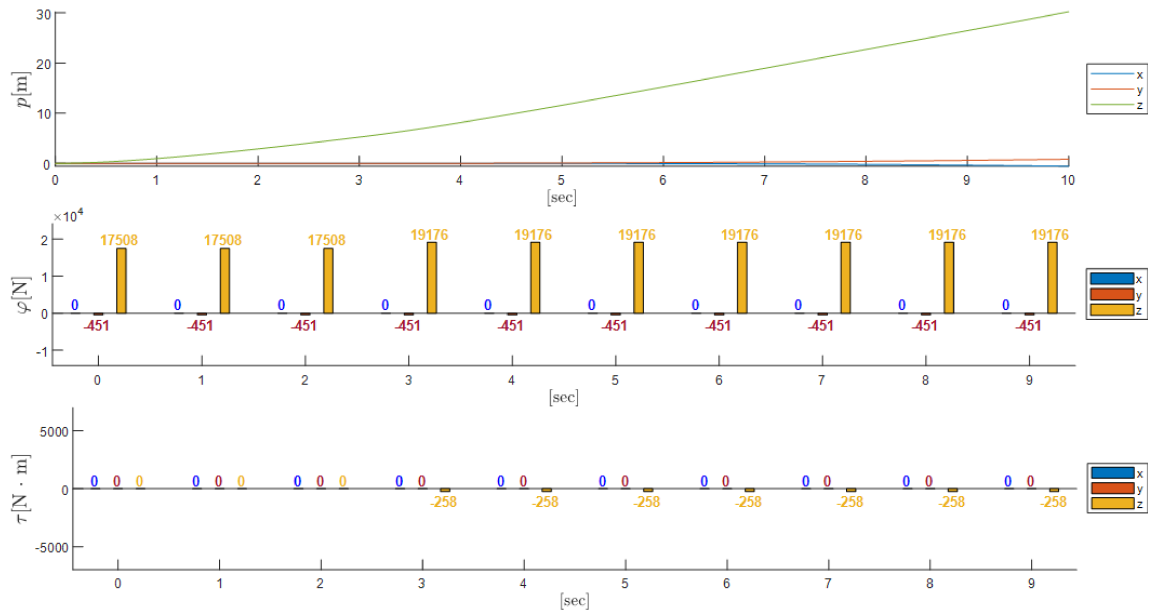 30
20
10
0
p[m]
0 1 2 3 4 5 6 7 8 9 10
[sec]
x
y
z
×10⁴
2
1
0
-1
φ[N]
17508 17508 17508 19176 19176 19176 19176 19176 19176 19176
0 0 0 0 0 0 0 0 0 0
-451 -451 -451 -451 -451 -451 -451 -451 -451 -451
0 1 2 3 4 5 6 7 8 9
[sec]
x
y
z
5000
0
-5000
τ[N · m]
0 0 0 0 0 0 0 0 0 0 0 0 0 0 0 0 0 0 0 0 0 0 0
-258 -258 -258 -258 -258 -258 -258
0 1 2 3 4 5 6 7 8 9
[sec]
x
y
z